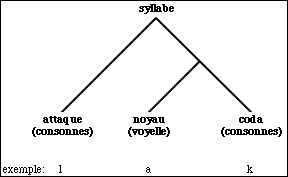 syllabe
attaque noyau coda
(consonnes) (voyelle) (consonnes)
exemple: l a k